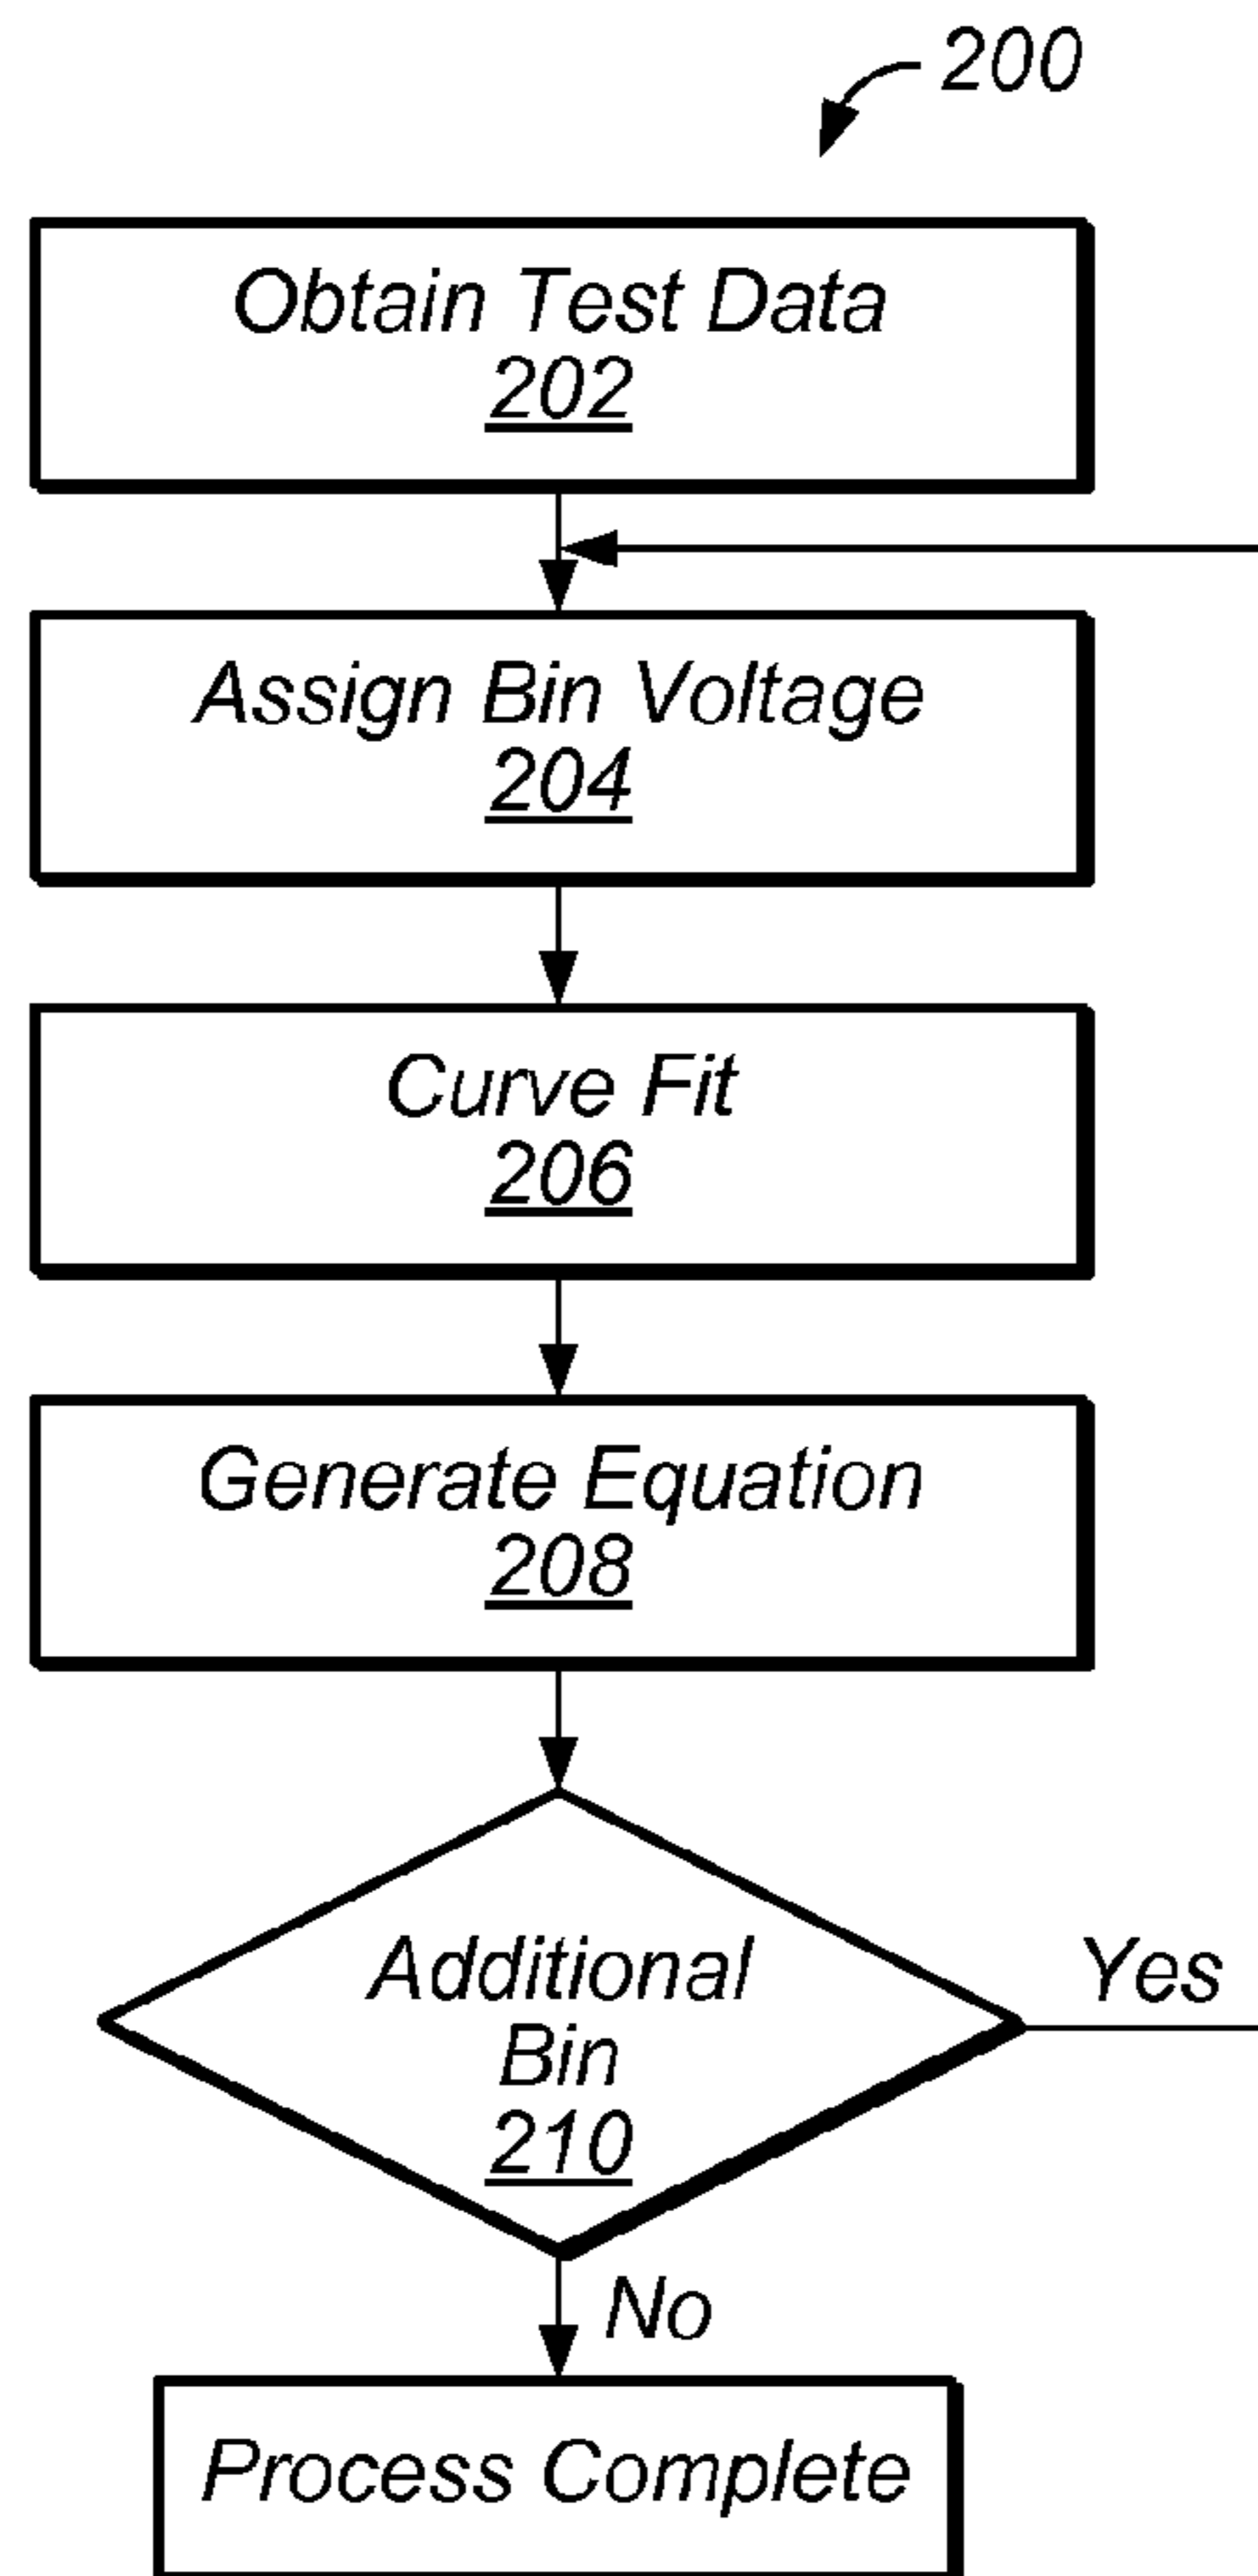 200
Obtain Test Data
202
Assign Bin Voltage
204
Curve Fit
206
Generate Equation
208
Additional
Bin
210
Yes
No
Process Complete